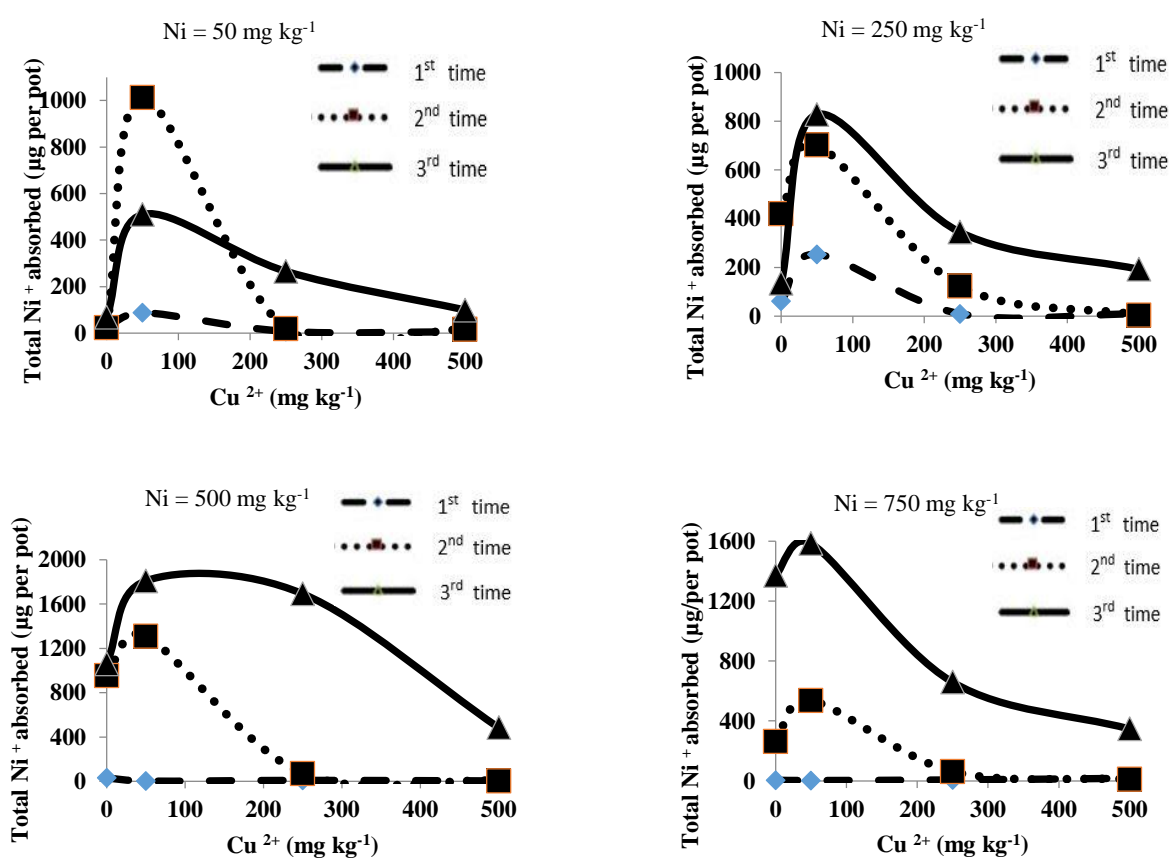 Ni = 50 mg kg⁻¹
1ˢᵗ time
2ⁿᵈ time
3ʳᵈ time
Total Ni ⁺ absorbed (µg per pot)
1000
800
600
400
200
0
0 100 200 300 400 500
Cu ²⁺ (mg kg⁻¹)
Ni = 250 mg kg⁻¹
1ˢᵗ time
2ⁿᵈ time
3ʳᵈ time
Total Ni ⁺ absorbed (µg per pot)
1000
800
600
400
200
0
0 100 200 300 400 500
Cu ²⁺ (mg kg⁻¹)
Ni = 500 mg kg⁻¹
1ˢᵗ time
2ⁿᵈ time
3ʳᵈ time
Total Ni ⁺ absorbed (µg per pot)
2000
1600
1200
800
400
0
0 100 200 300 400 500
Cu ²⁺ (mg kg⁻¹)
Ni = 750 mg kg⁻¹
1ˢᵗ time
2ⁿᵈ time
3ʳᵈ time
Total Ni ⁺ absorbed (µg/per pot)
1600
1200
800
400
0
0 100 200 300 400 500
Cu ²⁺ (mg kg⁻¹)